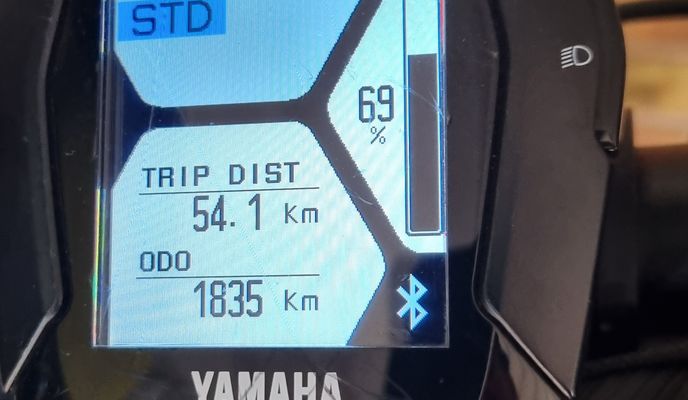 STD
69
%
TRIP DIST
54.1 Km
ODO
1835 Km
YAMAHA